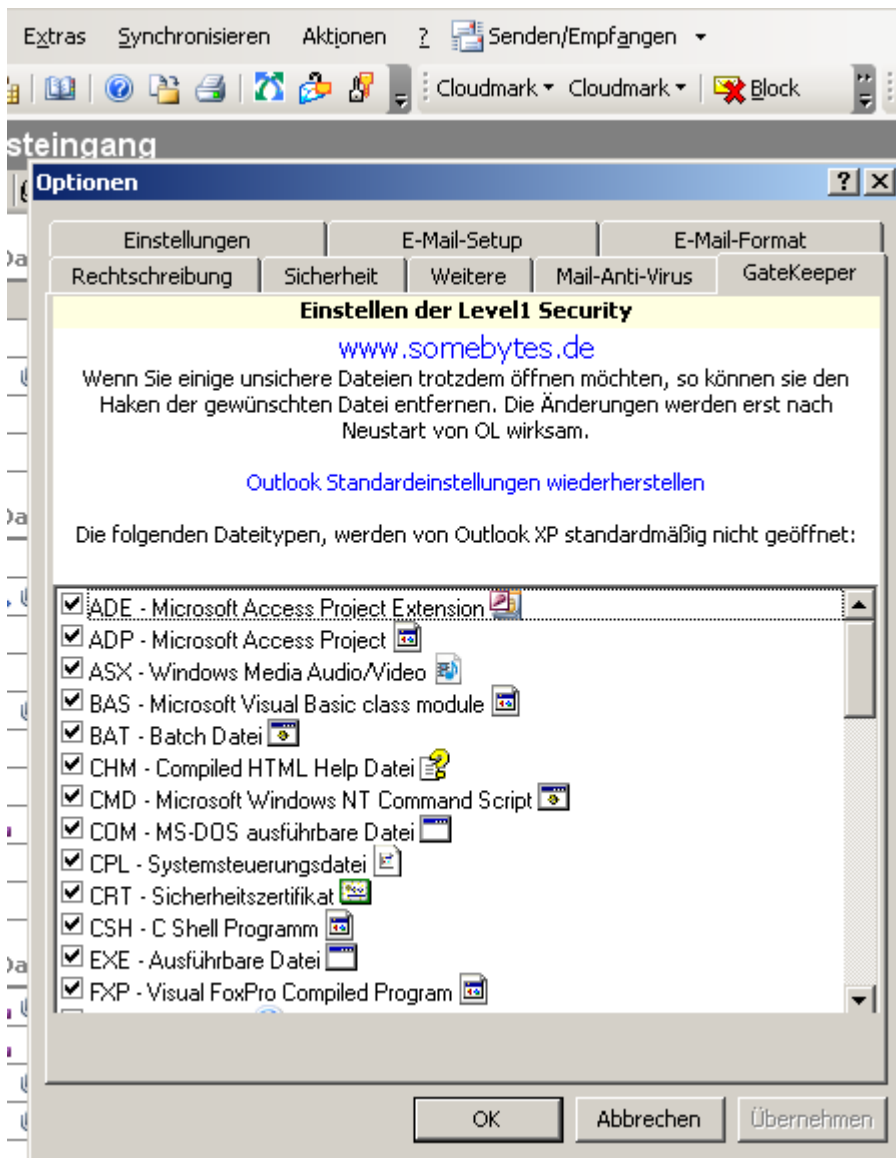 Extras Synchronisieren Aktionen ? Senden/Empfangen
Cloudmark Cloudmark Block
steingang
Optionen
Einstellungen E-Mail-Setup E-Mail-Format
Rechtschreibung Sicherheit Weitere Mail-Anti-Virus GateKeeper
Einstellen der Level1 Security
www.somebytes.de
Wenn Sie einige unsichere Dateien trotzdem öffnen möchten, so können sie den
Haken der gewünschten Datei entfernen. Die Änderungen werden erst nach
Neustart von OL wirksam.
Outlook Standardeinstellungen wiederherstellen
Die folgenden Dateitypen, werden von Outlook XP standardmäßig nicht geöffnet:
ADE - Microsoft Access Project Extension
ADP - Microsoft Access Project
ASX - Windows Media Audio/Video
BAS - Microsoft Visual Basic class module
BAT - Batch Datei
CHM - Compiled HTML Help Datei
CMD - Microsoft Windows NT Command Script
COM - MS-DOS ausführbare Datei
CPL - Systemsteuerungsdatei
CRT - Sicherheitszertifikat
CSH - C Shell Programm
EXE - Ausführbare Datei
FXP - Visual FoxPro Compiled Program
OK Abbrechen Übernehmen